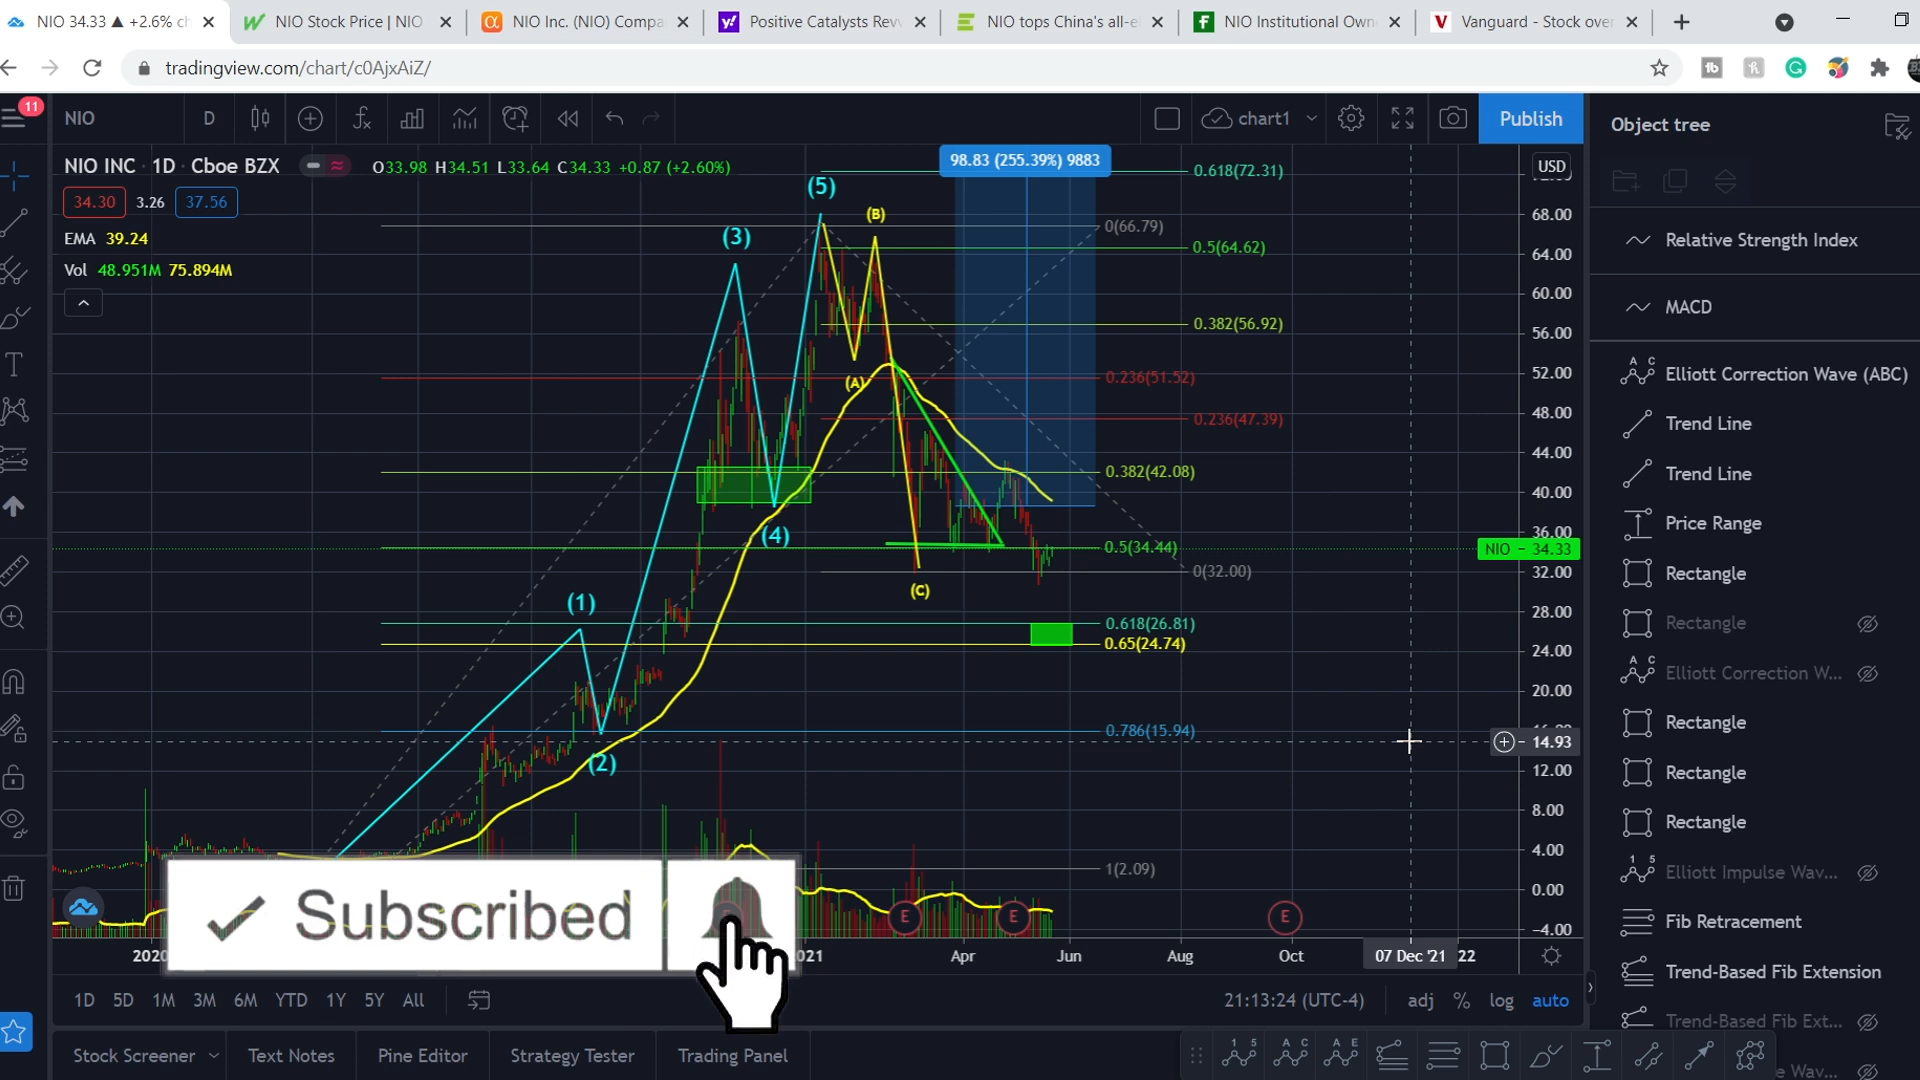 NIO 34.33 ▲ +2.6% ch
NIO Stock Price | NIO
NIO Inc. (NIO) Compa
Positive Catalysts Revv
NIO tops China's all-el
NIO Institutional Own
Vanguard - Stock over
tradingview.com/chart/c0AjxAiZ/
11
NIO
D
chart1
Publish
Object tree
NIO INC · 1D · Cboe BZX
O33.98 H34.51 L33.64 C34.33 +0.87 (+2.60%)
34.30 3.26 37.56
EMA 39.24
Vol 48.951M 75.894M
98.83 (255.39%) 9883
USD
0.618(72.31)
(5)
(B)
68.00
0(66.79)
(3)
0.5(64.62)
64.00
60.00
0.382(56.92)
56.00
52.00
0.236(51.52)
(A)
0.236(47.39)
48.00
44.00
0.382(42.08)
40.00
36.00
(4)
0.5(34.44)
NIO - 34.33
0(32.00)
32.00
(C)
(1)
28.00
0.618(26.81)
0.65(24.74)
24.00
20.00
0.786(15.94)
14.93
(2)
12.00
8.00
4.00
1(2.09)
0.00
-4.00
E
E
E
Subscribed
2020
021
Apr
Jun
Aug
Oct
07 Dec '21
22
Relative Strength Index
MACD
Elliott Correction Wave (ABC)
Trend Line
Trend Line
Price Range
Rectangle
Rectangle
Elliott Correction W...
Rectangle
Rectangle
Rectangle
Elliott Impulse Wav...
Fib Retracement
Trend-Based Fib Extension
Trend-Based Fib Ext...
1D 5D 1M 3M 6M YTD 1Y 5Y All
21:13:24 (UTC-4)
adj % log auto
Stock Screener
Text Notes
Pine Editor
Strategy Tester
Trading Panel